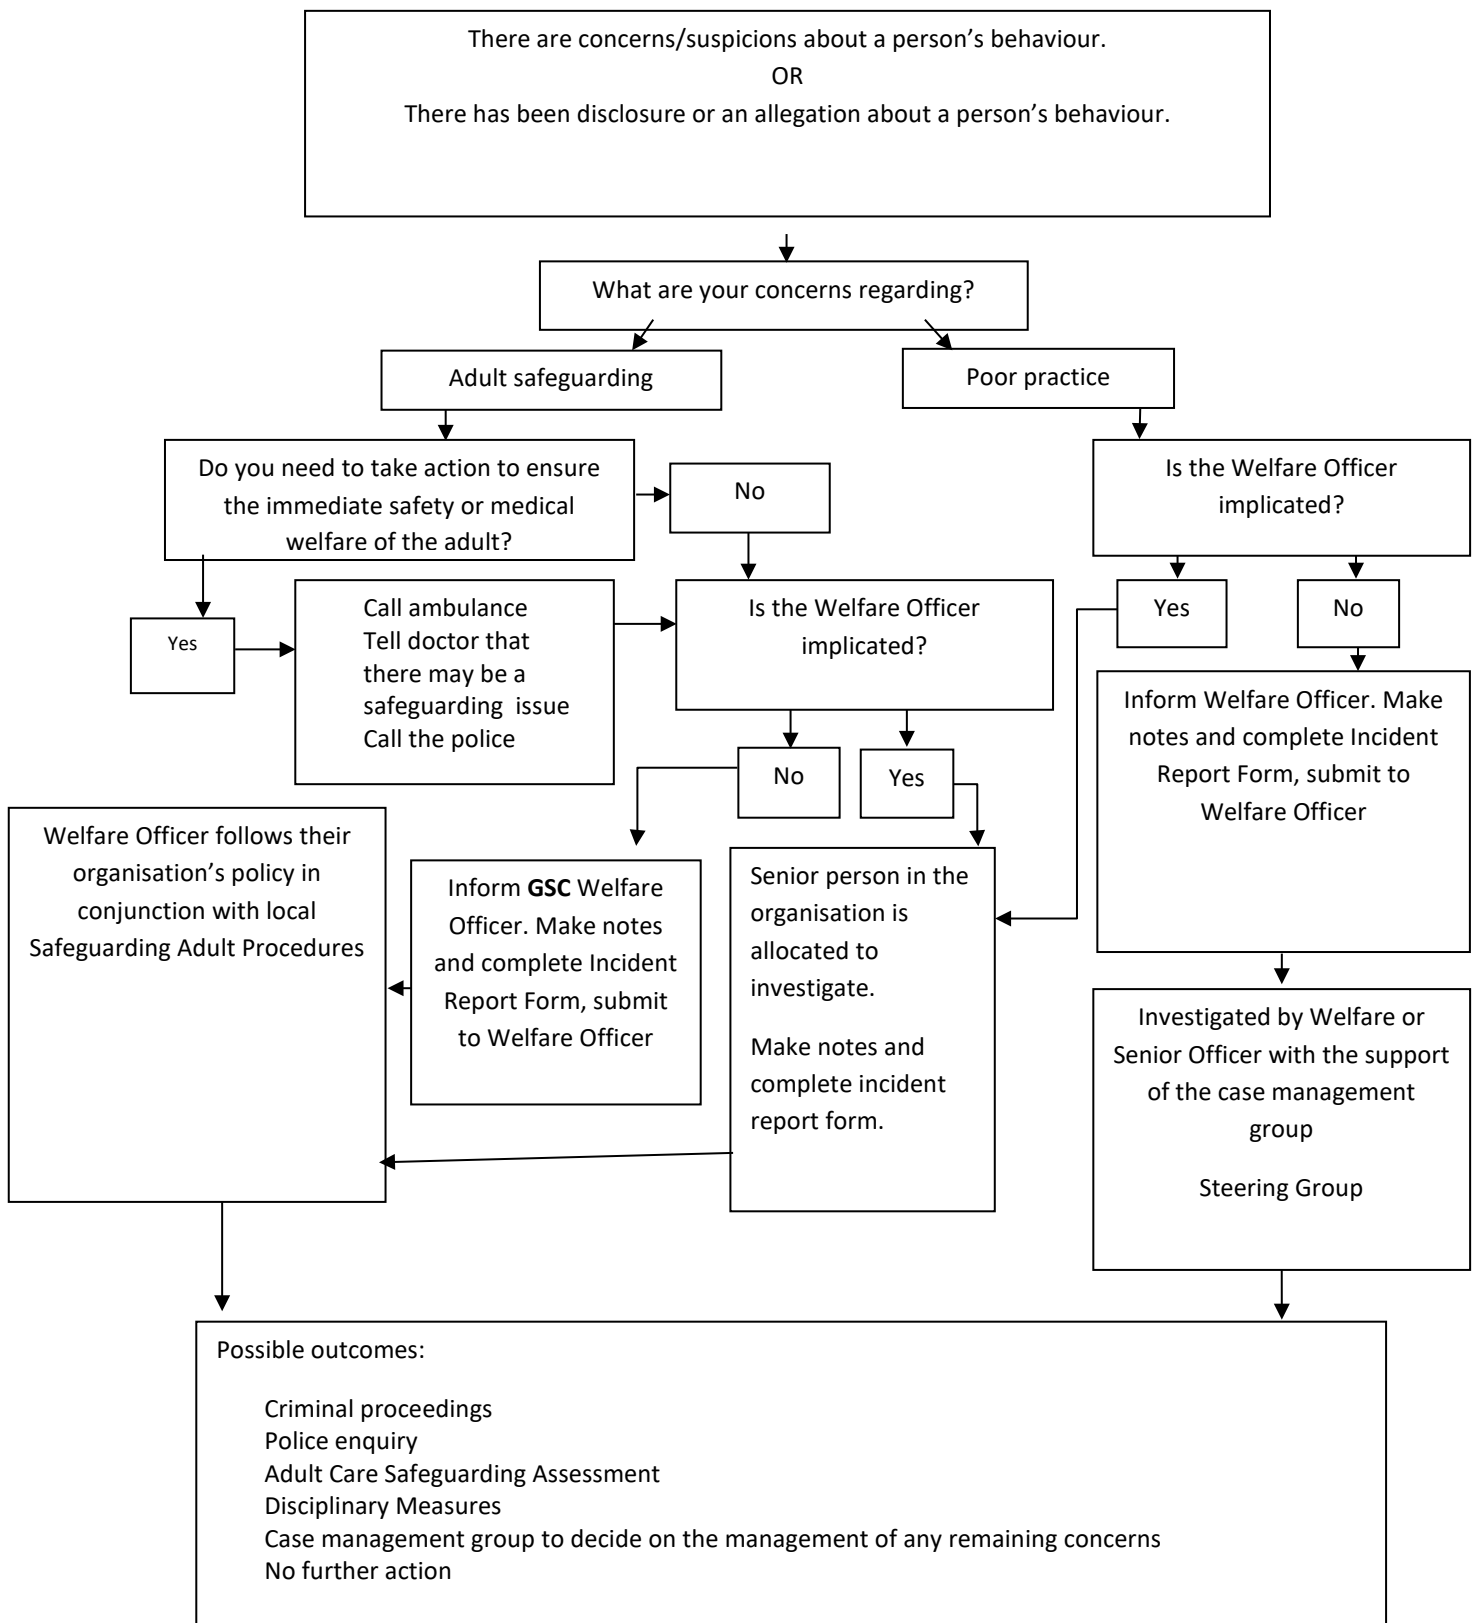 There are concerns/suspicions about a person’s behaviour.
OR
There has been disclosure or an allegation about a person’s behaviour.
What are your concerns regarding?
Adult safeguarding
Poor practice
Do you need to take action to ensure
the immediate safety or medical
welfare of the adult?
No
Is the Welfare Officer
implicated?
Yes
Call ambulance
Tell doctor that
there may be a
safeguarding  issue
Call the police
Is the Welfare Officer
implicated?
Yes
No
No
Yes
Inform Welfare Officer. Make
notes and complete Incident
Report Form, submit to
Welfare Officer
Welfare Officer follows their
organisation’s policy in
conjunction with local
Safeguarding Adult Procedures
Inform GSC Welfare
Officer. Make notes
and complete Incident
Report Form, submit
to Welfare Officer
Senior person in the
organisation is
allocated to
investigate.
Make notes and
complete incident
report form.
Investigated by Welfare or
Senior Officer with the support
of the case management
group
Steering Group
Possible outcomes:
Criminal proceedings
Police enquiry
Adult Care Safeguarding Assessment
Disciplinary Measures
Case management group to decide on the management of any remaining concerns
No further action